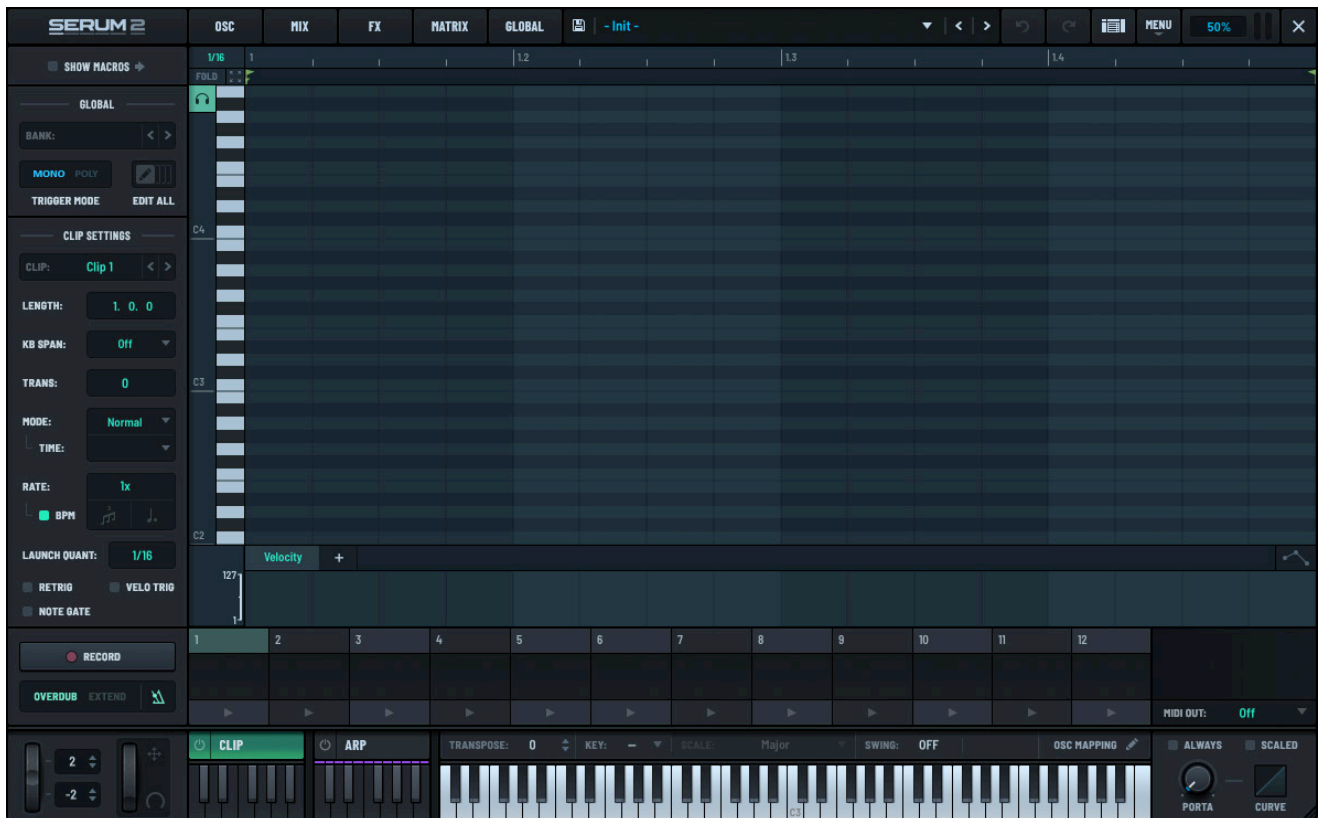 SERUM 2 OSC MIX FX MATRIX GLOBAL - Init - MENU 50%
SHOW MACROS
1/16 1 1.2 1.3 1.4
FOLD
GLOBAL
BANK:
MONO POLY
TRIGGER MODE EDIT ALL
CLIP SETTINGS
CLIP: Clip 1
LENGTH: 1. 0. 0
KB SPAN: Off
TRANS: 0
MODE: Normal
TIME:
RATE: 1x
BPM
LAUNCH QUANT: 1/16
RETRIG VELO TRIG
NOTE GATE
C4
C3
C2
Velocity +
127
1
RECORD
OVERDUB EXTEND
1 2 3 4 5 6 7 8 9 10 11 12
MIDI OUT: Off
2
-2
CLIP ARP TRANSPOSE: 0 KEY: – SCALE: Major SWING: OFF OSC MAPPING
C3
ALWAYS SCALED
PORTA CURVE